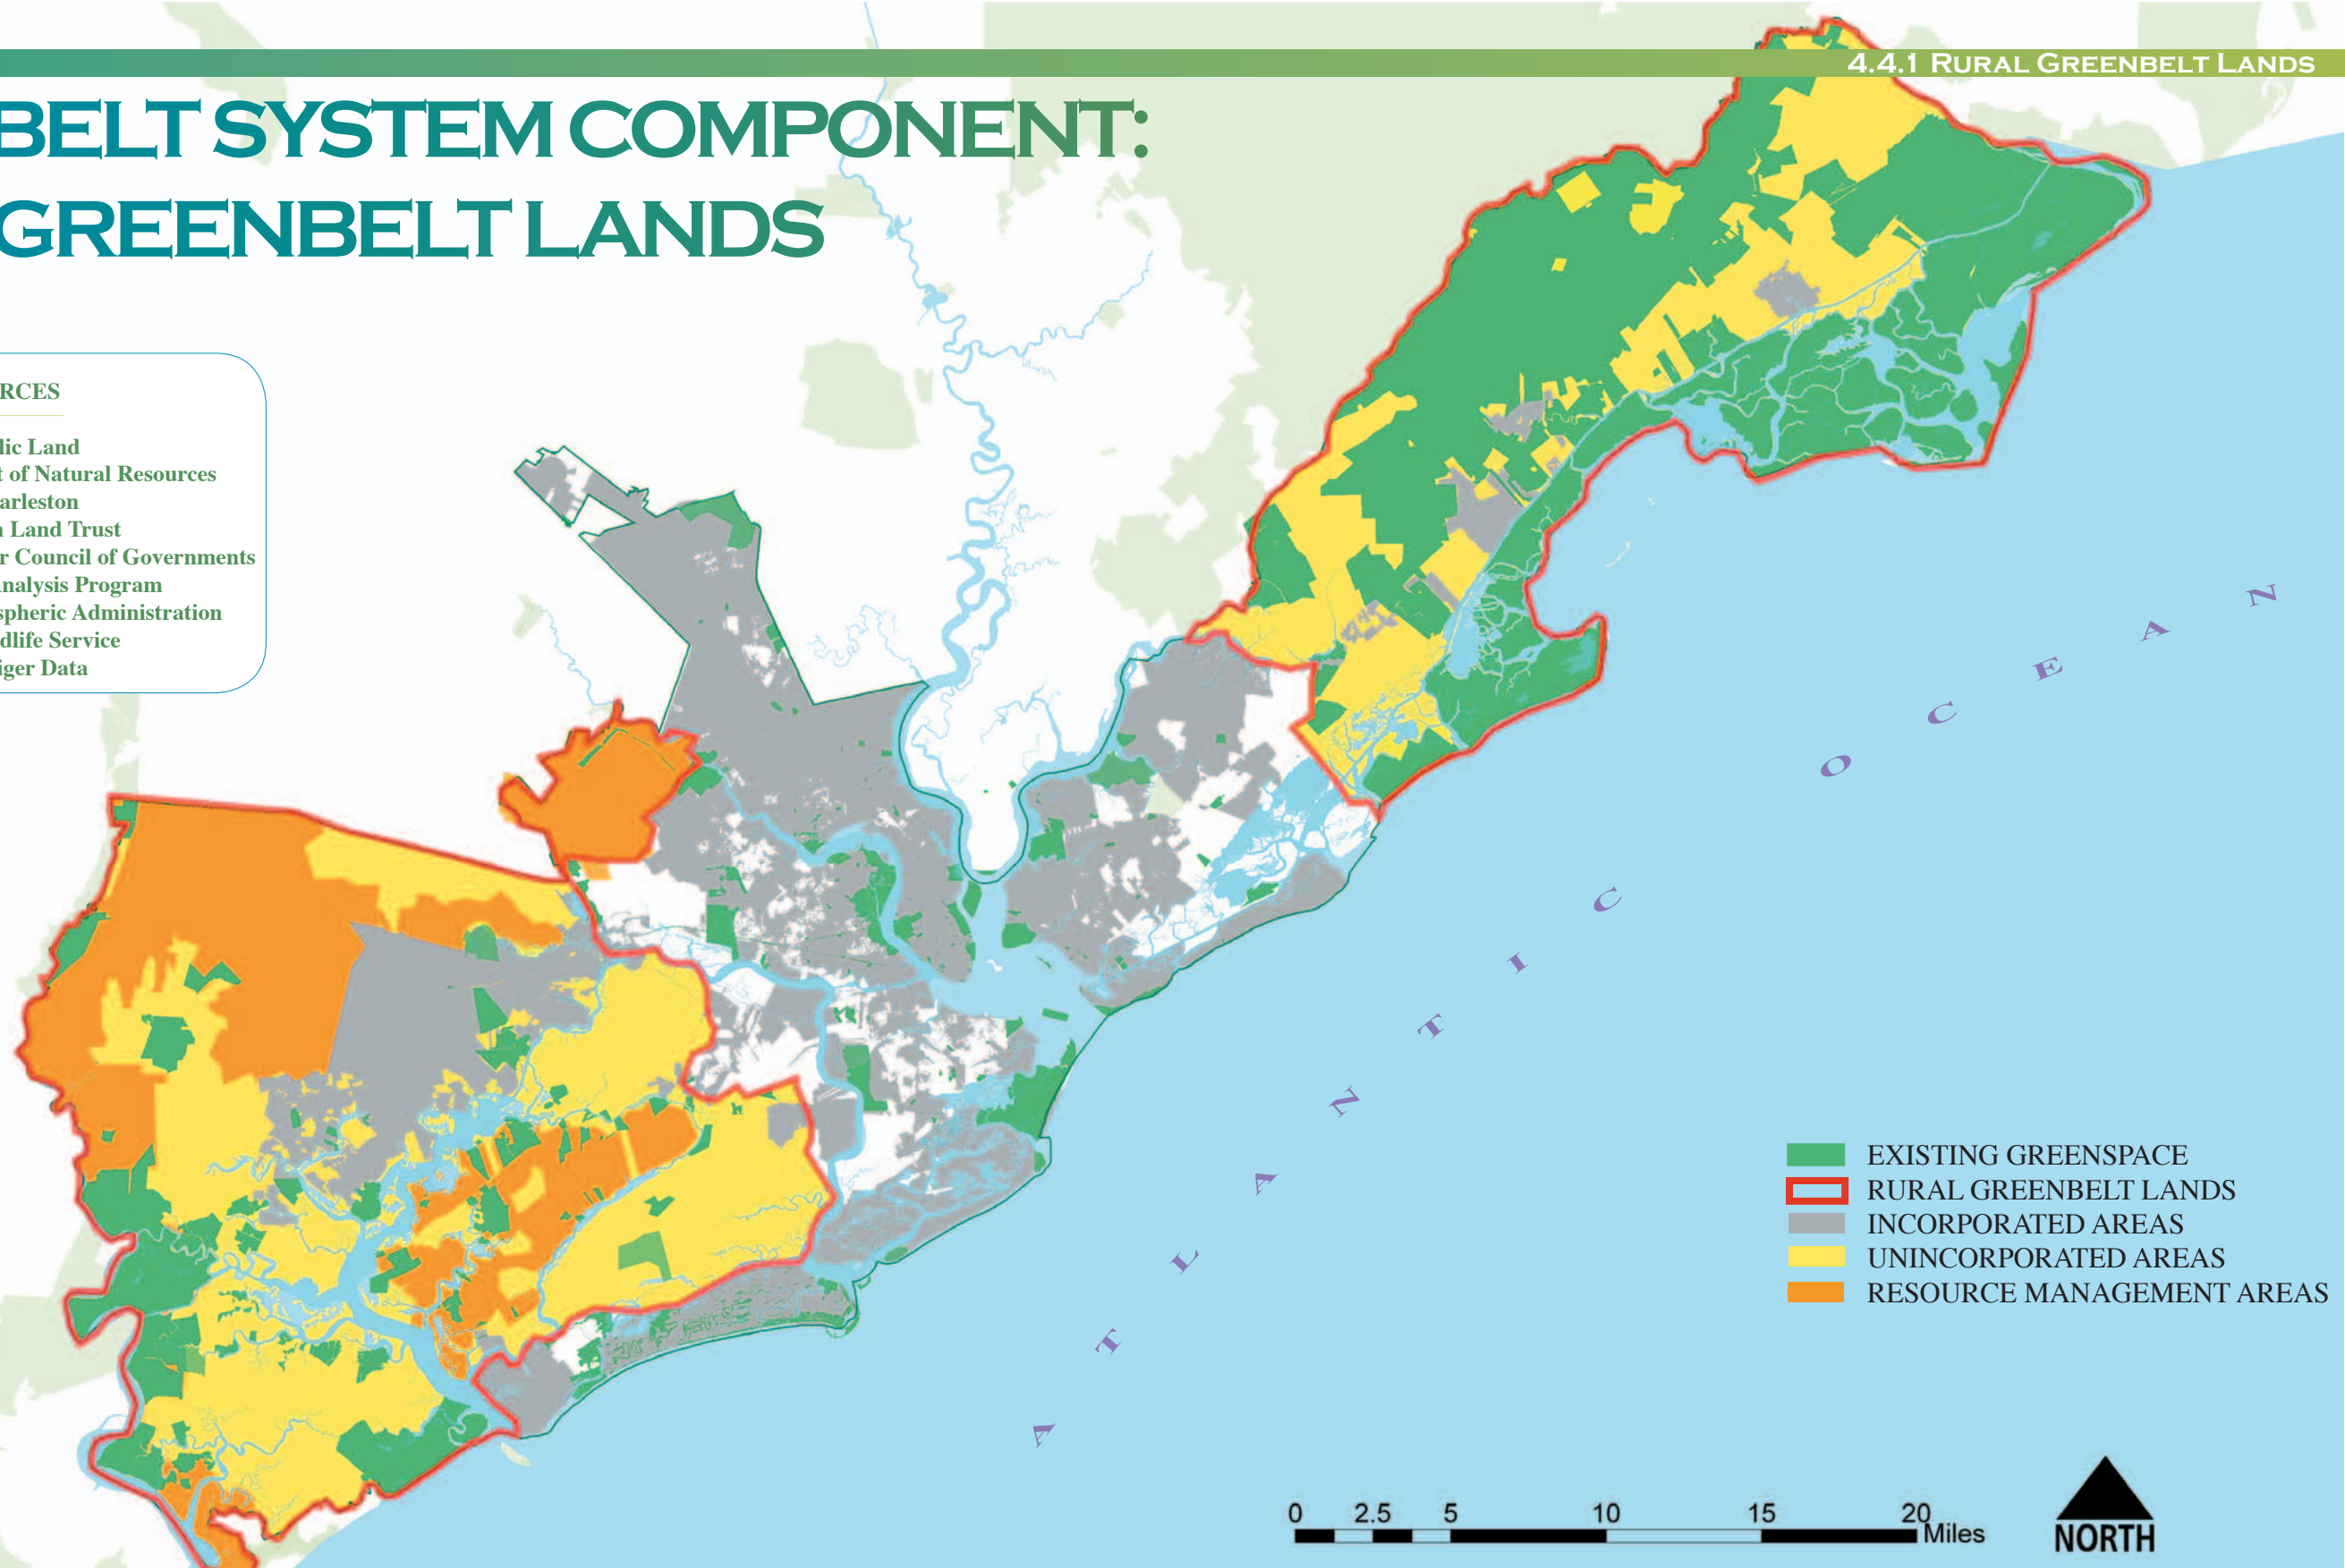 4.4.1 RURAL GREENBELT LANDS
BELT SYSTEM COMPONENT:
GREENBELT LANDS
RCES
lic Land
t of Natural Resources
arleston
n Land Trust
r Council of Governments
nalysis Program
spheric Administration
dlife Service
iger Data
ATLANTIC OCEAN
EXISTING GREENSPACE
RURAL GREENBELT LANDS
INCORPORATED AREAS
UNINCORPORATED AREAS
RESOURCE MANAGEMENT AREAS
0 2.5 5 10 15 20 Miles
NORTH